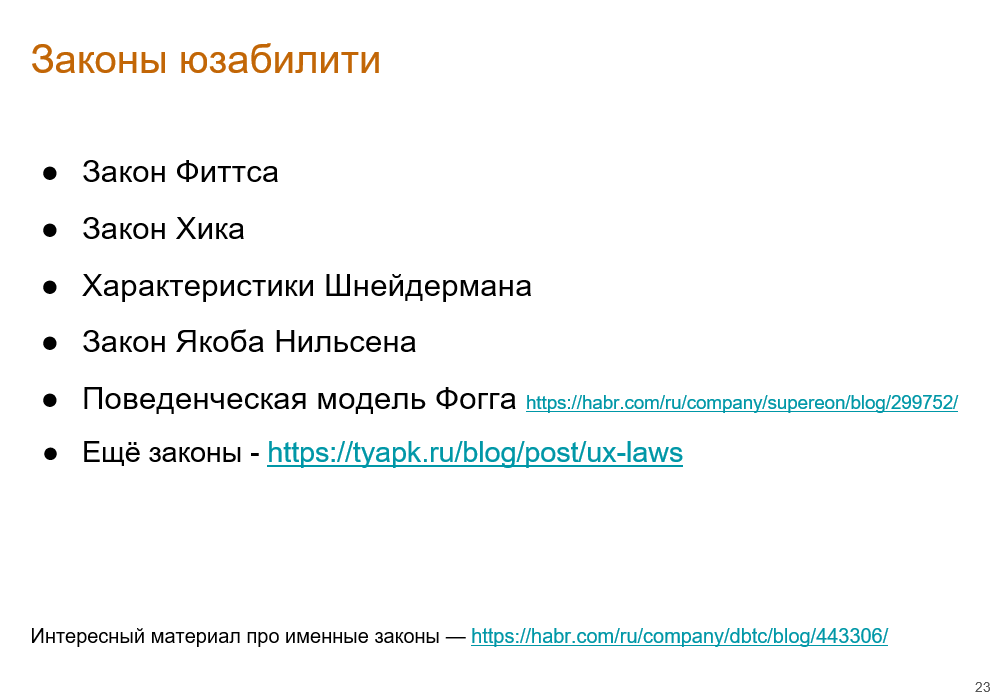 Законы юзабилити
● Закон Фиттса
● Закон Хика
● Характеристики Шнейдермана
● Закон Якоба Нильсена
● Поведенческая модель Фогга https://habr.com/ru/company/supereon/blog/299752/
● Ещё законы - https://tyapk.ru/blog/post/ux-laws
Интересный материал про именные законы — https://habr.com/ru/company/dbtc/blog/443306/
23